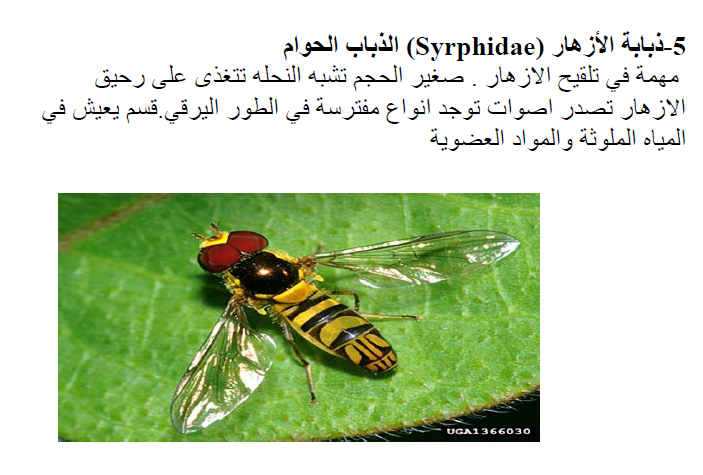 5-ذبابة الأزهار (Syrphidae) الذباب الحوام
مهمة في تلقيح الازهار . صغير الحجم تشبه النحله تتغذى على رحيق
الازهار تصدر اصوات توجد انواع مفترسة في الطور اليرقي.قسم يعيش في
المياه الملوثة والمواد العضوية
UGA1366030